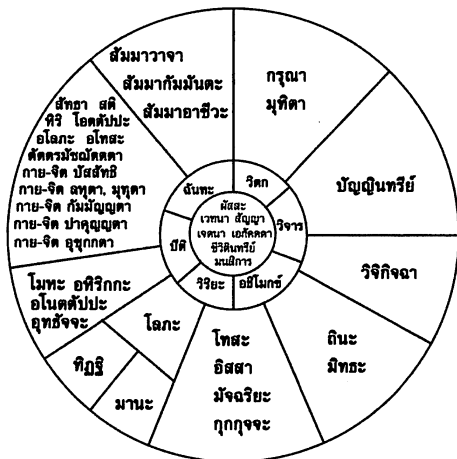 สัมมาวาจา
สัมมากัมมันตะ
สัมมาอาชีวะ
กรุณา
มุทิตา
ปัญญินทรีย์
วิจิกิจฉา
ถีนะ
มิทธะ
โทสะ
อิสสา
มัจฉริยะ
กุกกุจจะ
โลภะ
มานะ
ทิฏฐิ
โมหะ อหิริกกะ
อโนตตัปปะ
อุทธัจจะ
สัทธา สติ
หิริ โอตตัปปะ
อโลภะ อโทสะ
ตัตตรมัชฌัตตตา
กาย-จิต ปัสสัทธิ
กาย-จิต ลหุตา, มุทุตา
กาย-จิต กัมมัญญตา
กาย-จิต ปาคุญญตา
กาย-จิต อุชุกกตา
ฉันทะ
วิตก
วิจาร
อธิโมกข์
วิริยะ
ปีติ
ผัสสะ
เวทนา สัญญา
เจตนา เอกัคคตา
ชีวิตินทรีย์
มนสิการ